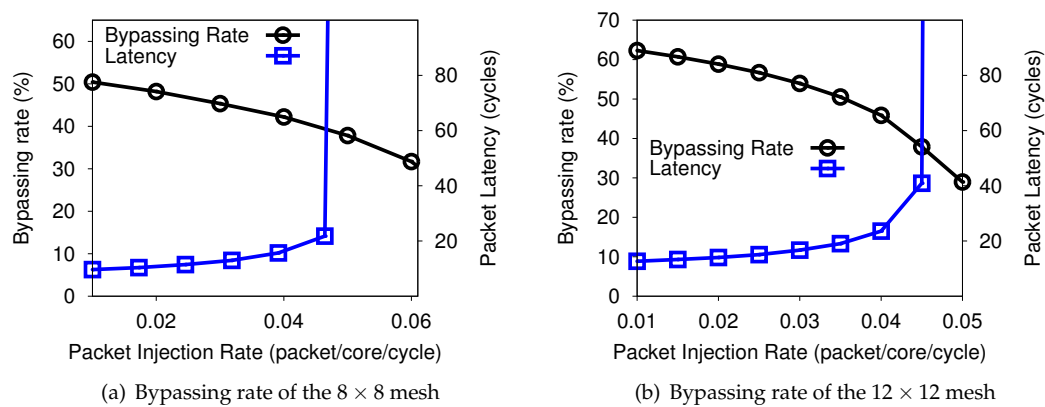 Bypassing Rate
Latency
Bypassing rate (%)
0
10
20
30
40
50
60
0.02
0.04
0.06
20
40
60
80
Packet Latency (cycles)
Packet Injection Rate (packet/core/cycle)
(a) Bypassing rate of the 8 × 8 mesh
Bypassing Rate
Latency
Bypassing rate (%)
0
10
20
30
40
50
60
70
0.01
0.02
0.03
0.04
0.05
20
40
60
80
Packet Latency (cycles)
Packet Injection Rate (packet/core/cycle)
(b) Bypassing rate of the 12 × 12 mesh